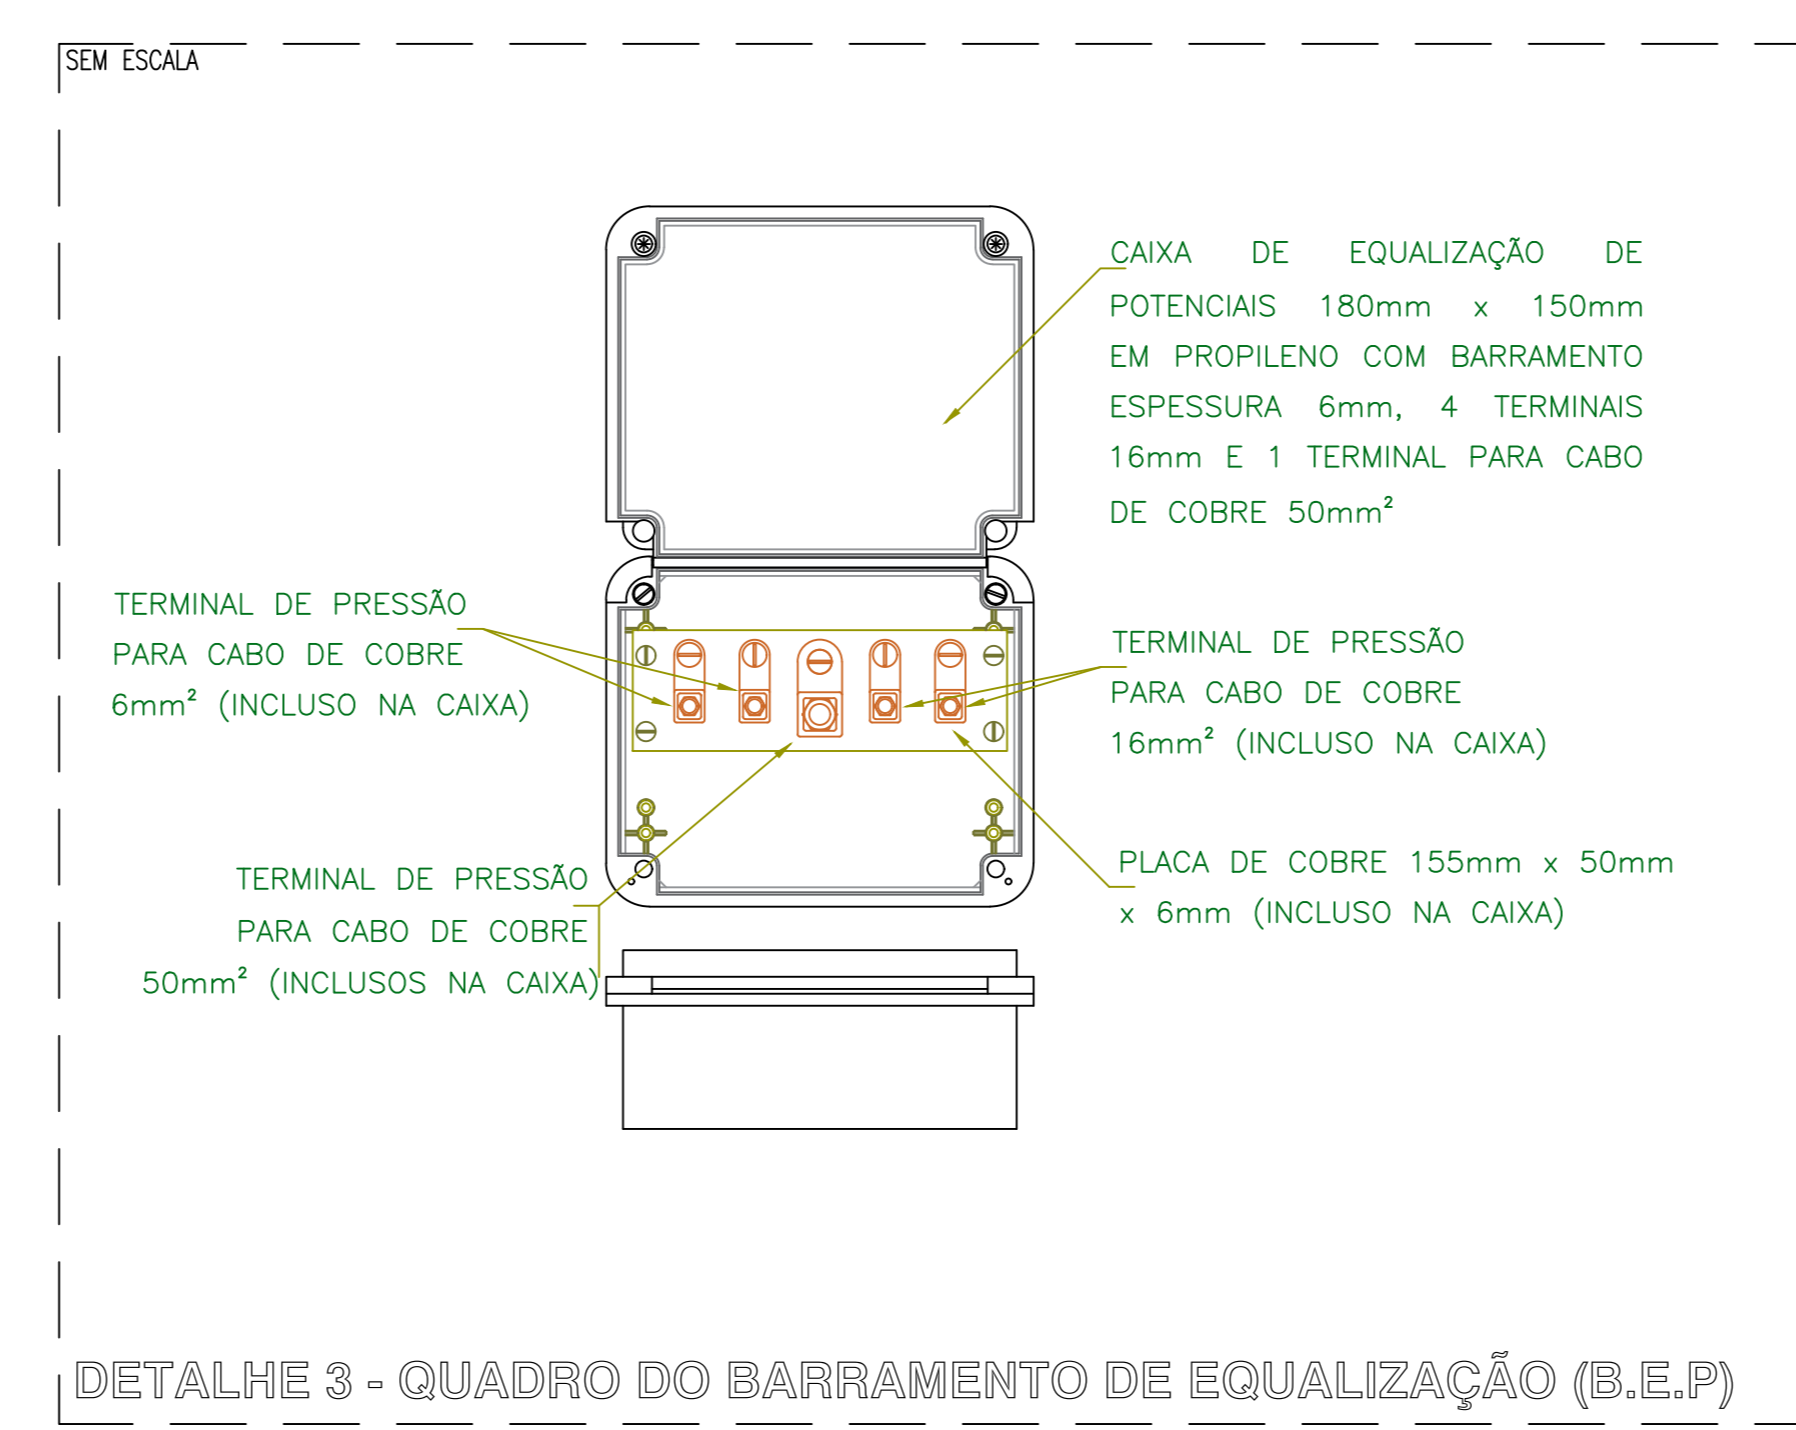 SEM ESCALA
CAIXA DE EQUALIZAÇÃO DE
POTENCIAIS 180mm x 150mm
EM PROPILENO COM BARRAMENTO
ESPESSURA 6mm, 4 TERMINAIS
16mm E 1 TERMINAL PARA CABO
DE COBRE 50mm²
TERMINAL DE PRESSÃO
PARA CABO DE COBRE
6mm² (INCLUSO NA CAIXA)
TERMINAL DE PRESSÃO
PARA CABO DE COBRE
16mm² (INCLUSO NA CAIXA)
TERMINAL DE PRESSÃO
PARA CABO DE COBRE
50mm² (INCLUSOS NA CAIXA)
PLACA DE COBRE 155mm x 50mm
x 6mm (INCLUSO NA CAIXA)
DETALHE 3 - QUADRO DO BARRAMENTO DE EQUALIZAÇÃO (B.E.P)